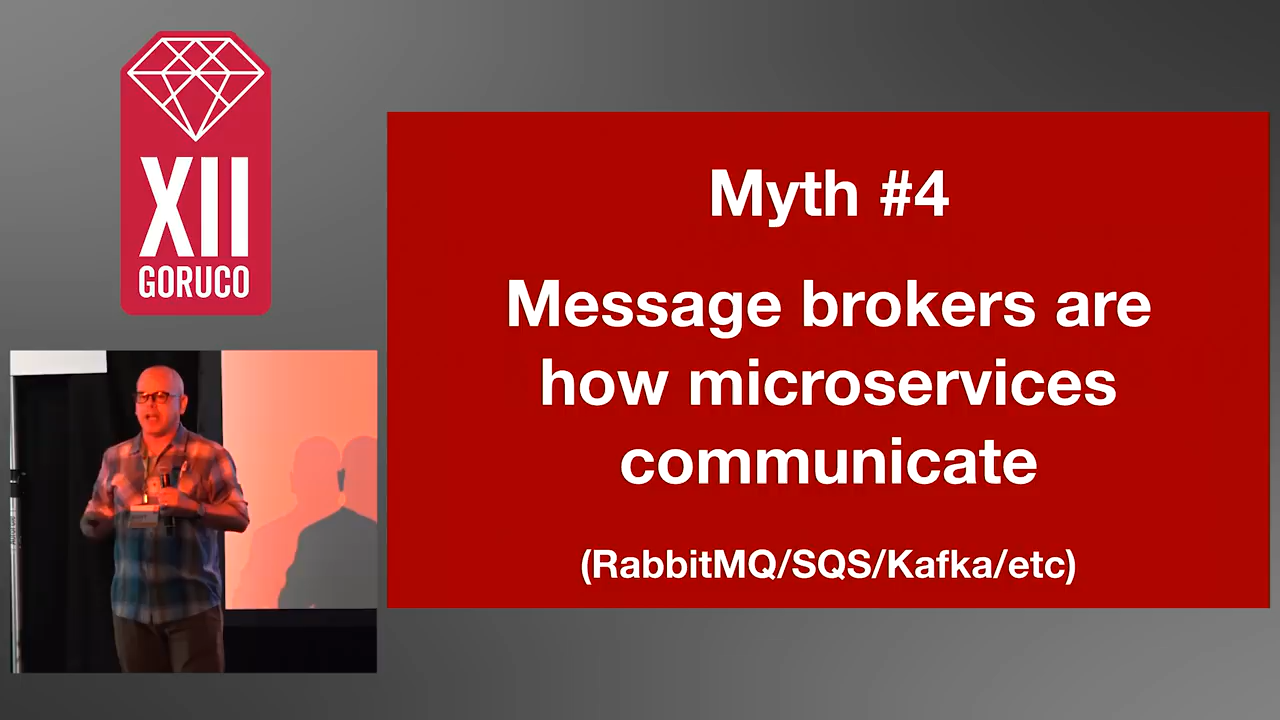 XII
GORUCO
Myth #4
Message brokers are
how microservices
communicate
(RabbitMQ/SQS/Kafka/etc)